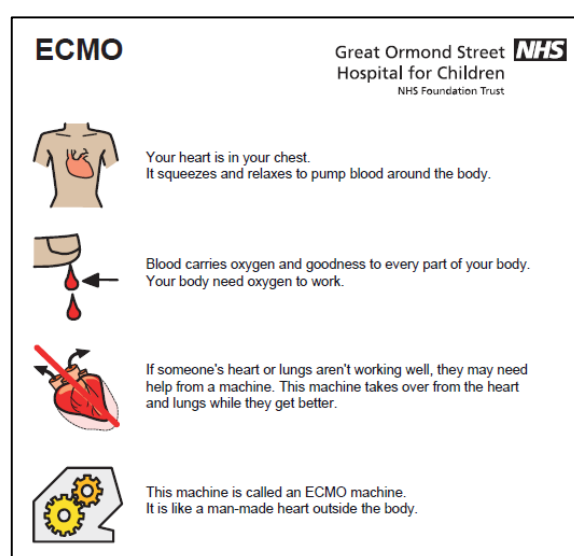 ECMO
Great Ormond Street NHS
Hospital for Children
NHS Foundation Trust
Your heart is in your chest.
It squeezes and relaxes to pump blood around the body.
Blood carries oxygen and goodness to every part of your body.
Your body need oxygen to work.
If someone's heart or lungs aren't working well, they may need
help from a machine. This machine takes over from the heart
and lungs while they get better.
This machine is called an ECMO machine.
It is like a man-made heart outside the body.